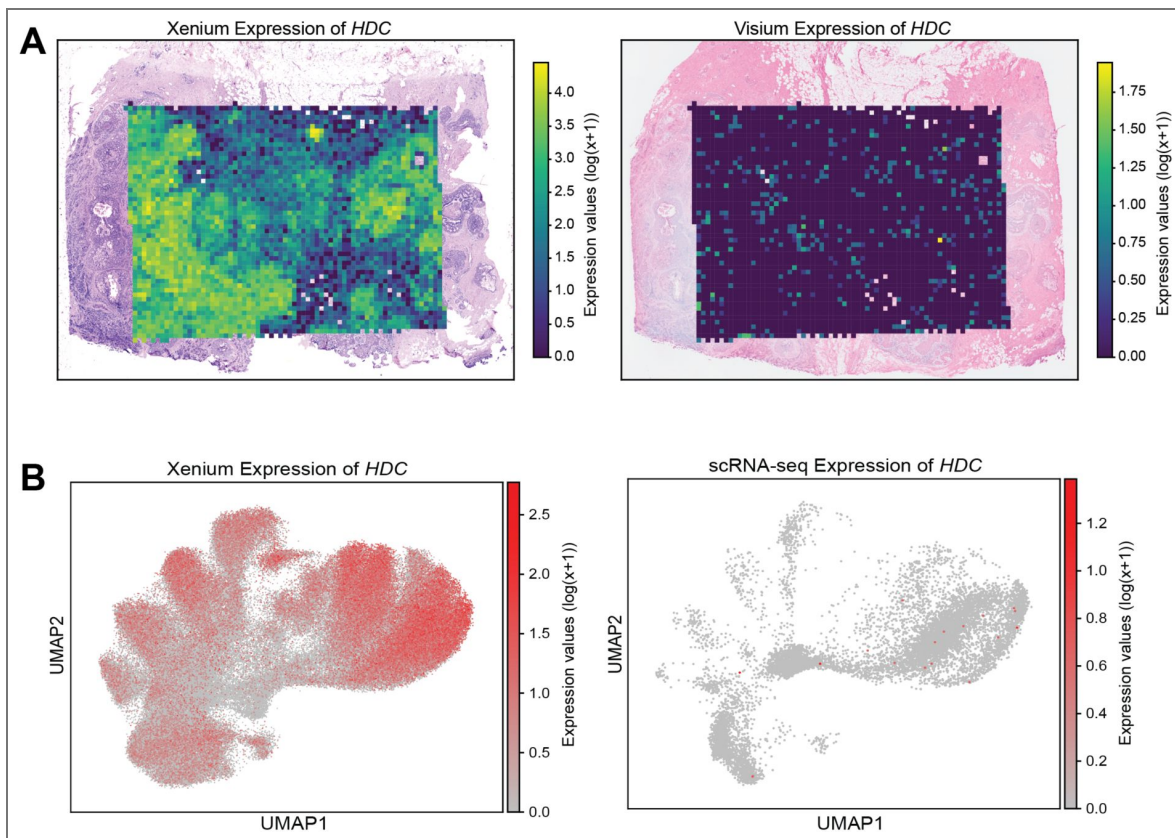 A
Xenium Expression of HDC
4.0
3.5
3.0
2.5
2.0
1.5
1.0
0.5
0.0
Expression values (log(x+1))
Visium Expression of HDC
1.75
1.50
1.25
1.00
0.75
0.50
0.25
0.00
Expression values (log(x+1))
B
Xenium Expression of HDC
UMAP2
UMAP1
2.5
2.0
1.5
1.0
0.5
0.0
Expression values (log(x+1))
scRNA-seq Expression of HDC
UMAP2
UMAP1
1.2
1.0
0.8
0.6
0.4
0.2
0.0
Expression values (log(x+1))